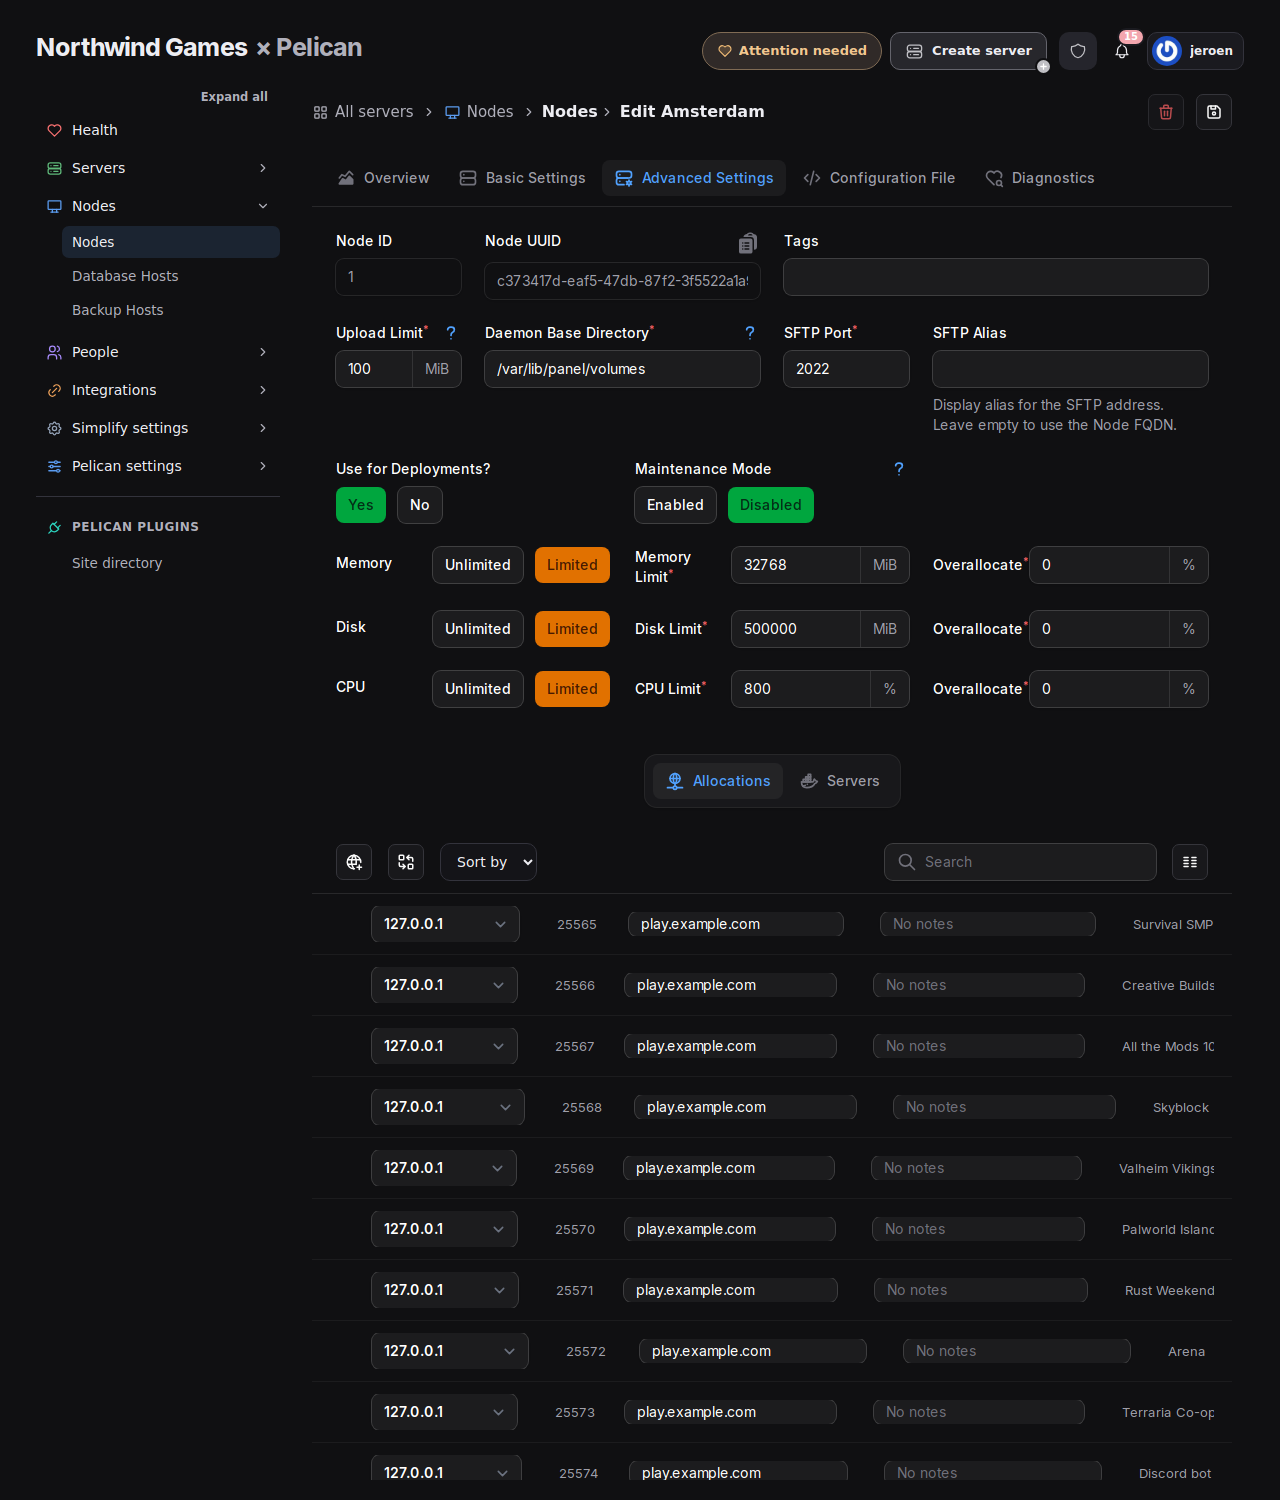 Northwind Games × Pelican
Attention needed
Create server
15
jeroen
Expand all
Health
Servers
Nodes
Nodes
Database Hosts
Backup Hosts
People
Integrations
Simplify settings
Pelican settings
PELICAN PLUGINS
Site directory
All servers > Nodes > Nodes > Edit Amsterdam
Overview
Basic Settings
Advanced Settings
Configuration File
Diagnostics
Node ID
Node UUID
Tags
1
c373417d-eaf5-47db-87f2-3f5522a1a
Upload Limit*
?
Daemon Base Directory*
?
SFTP Port*
SFTP Alias
100 MiB
/var/lib/panel/volumes
2022
Display alias for the SFTP address.
Leave empty to use the Node FQDN.
Use for Deployments?
Maintenance Mode
?
Yes No
Enabled Disabled
Memory Unlimited Limited
Memory
Limit*
32768 MiB
Overallocate* 0 %
Disk Unlimited Limited
Disk Limit* 500000 MiB
Overallocate* 0 %
CPU Unlimited Limited
CPU Limit* 800 %
Overallocate* 0 %
Allocations Servers
Sort by
Search
127.0.0.1 25565 play.example.com No notes Survival SMP
127.0.0.1 25566 play.example.com No notes Creative Builds
127.0.0.1 25567 play.example.com No notes All the Mods 10
127.0.0.1 25568 play.example.com No notes Skyblock
127.0.0.1 25569 play.example.com No notes Valheim Vikings
127.0.0.1 25570 play.example.com No notes Palworld Island
127.0.0.1 25571 play.example.com No notes Rust Weekend
127.0.0.1 25572 play.example.com No notes Arena
127.0.0.1 25573 play.example.com No notes Terraria Co-op
127.0.0.1 25574 play.example.com No notes Discord bot